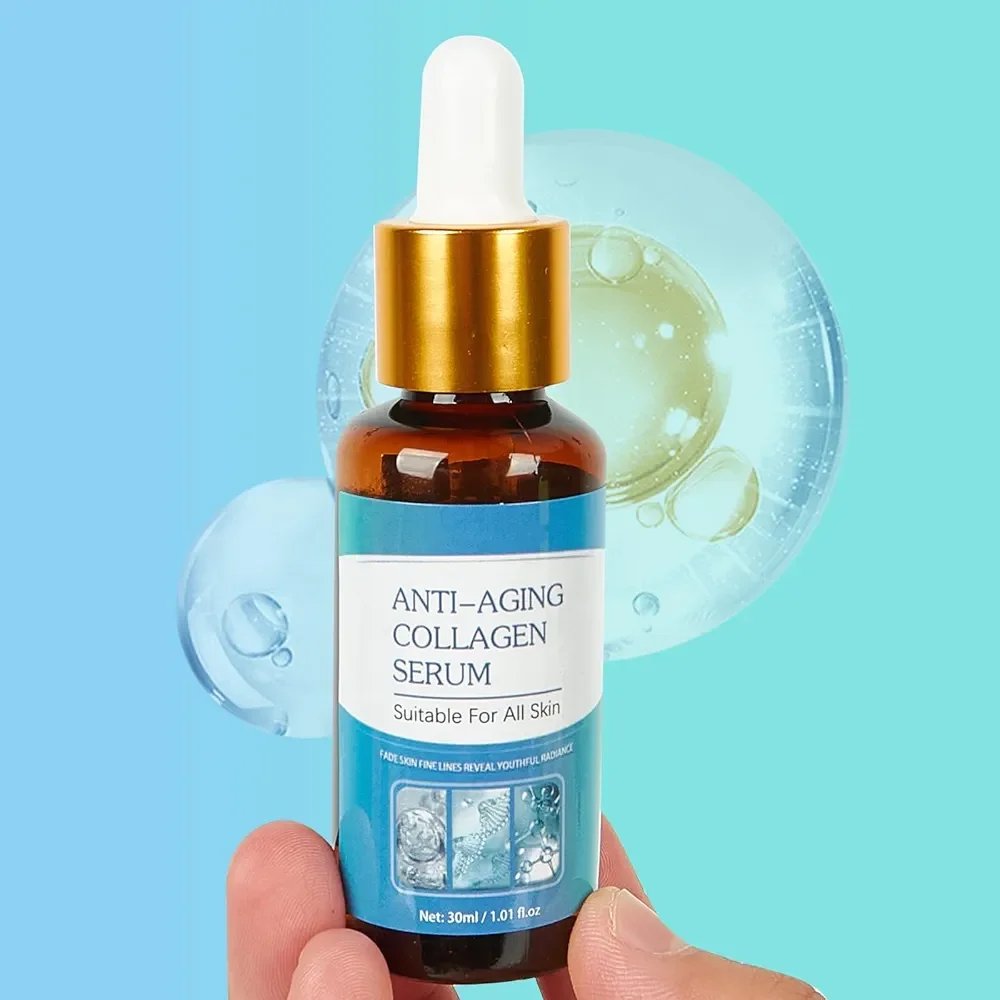 ANTI-AGING
COLLAGEN
SERUM
Suitable For All Skin
FADE SKIN FINE LINES REVEAL YOUTHFUL RADIANCE
Net: 30ml / 1.01 fl.oz